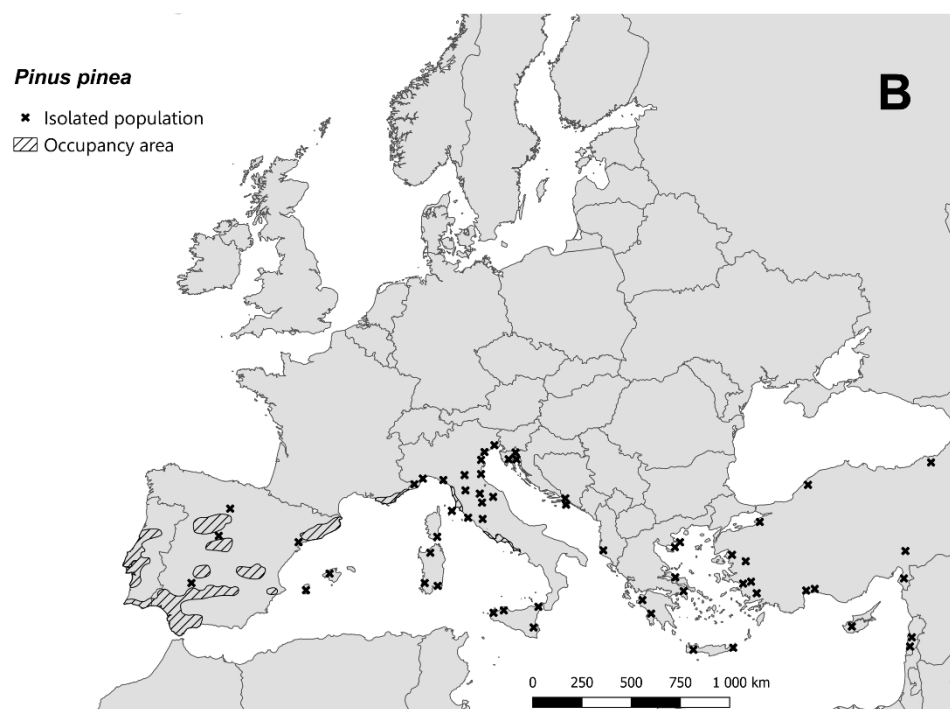 Pinus pinea
Isolated population
Occupancy area
B
0 250 500 750 1 000 km